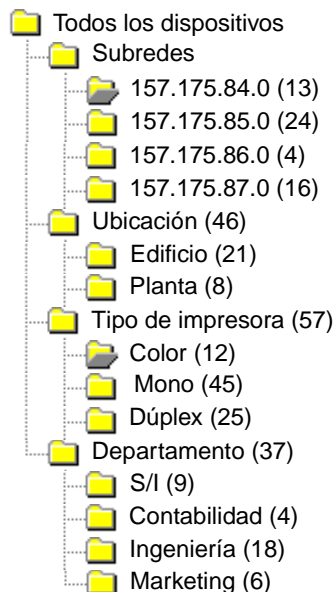 Todos los dispositivos
Subredes
157.175.84.0 (13)
157.175.85.0 (24)
157.175.86.0 (4)
157.175.87.0 (16)
Ubicación (46)
Edificio (21)
Planta (8)
Tipo de impresora (57)
Color (12)
Mono (45)
Dúplex (25)
Departamento (37)
S/I (9)
Contabilidad (4)
Ingeniería (18)
Marketing (6)